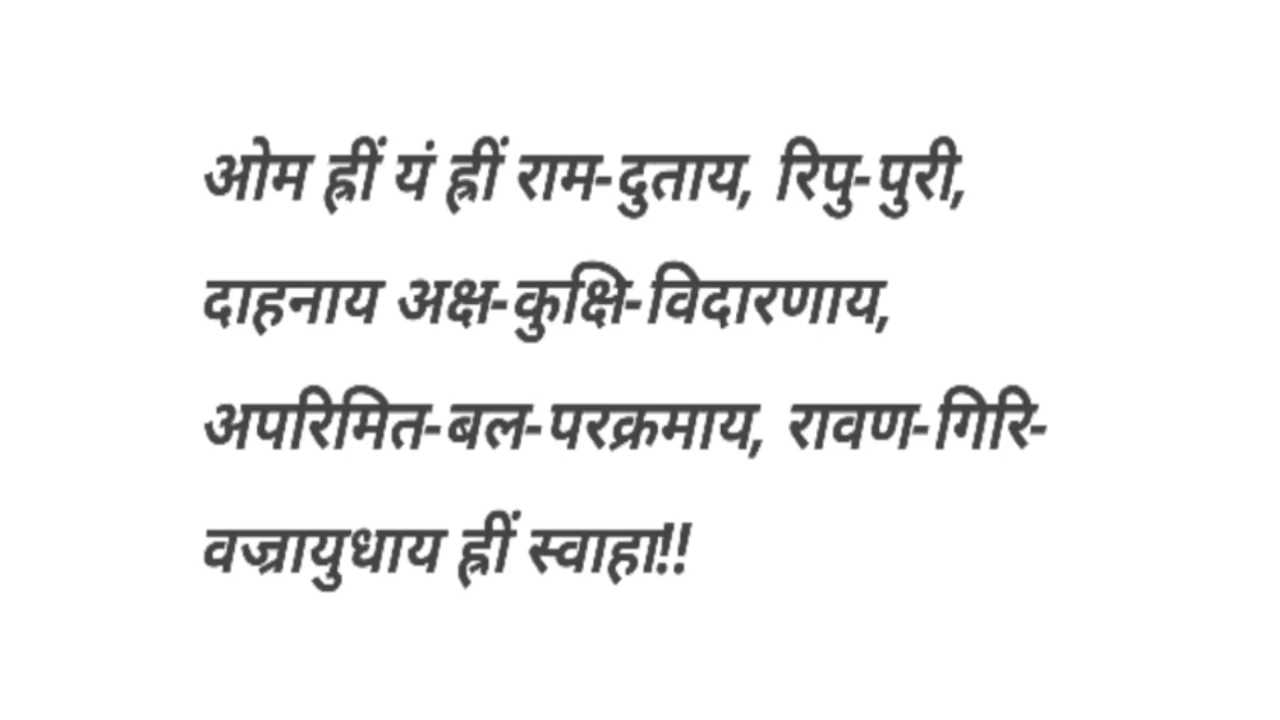 ओम ह्रीं यं ह्रीं राम-दुताय, रिपु-पुरी,
दाहनाय अक्ष-कुक्षि-विदारणाय,
अपरिमित-बल-परक्रमाय, रावण-गिरि-
वज्रायुधाय ह्रीं स्वाहा!!